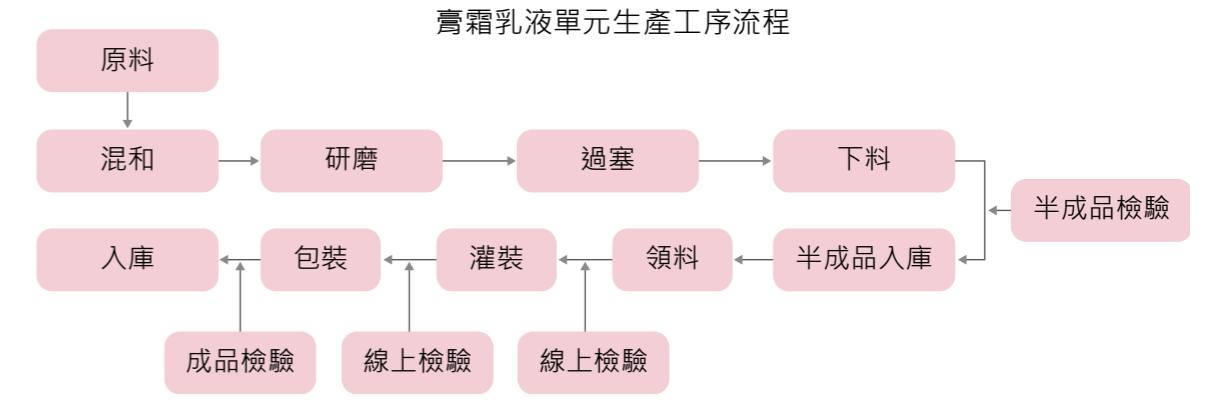 膏霜乳液單元生產工序流程
原料
混和
研磨
過塞
下料
半成品檢驗
入庫
包裝
灌裝
領料
半成品入庫
成品檢驗
線上檢驗
線上檢驗